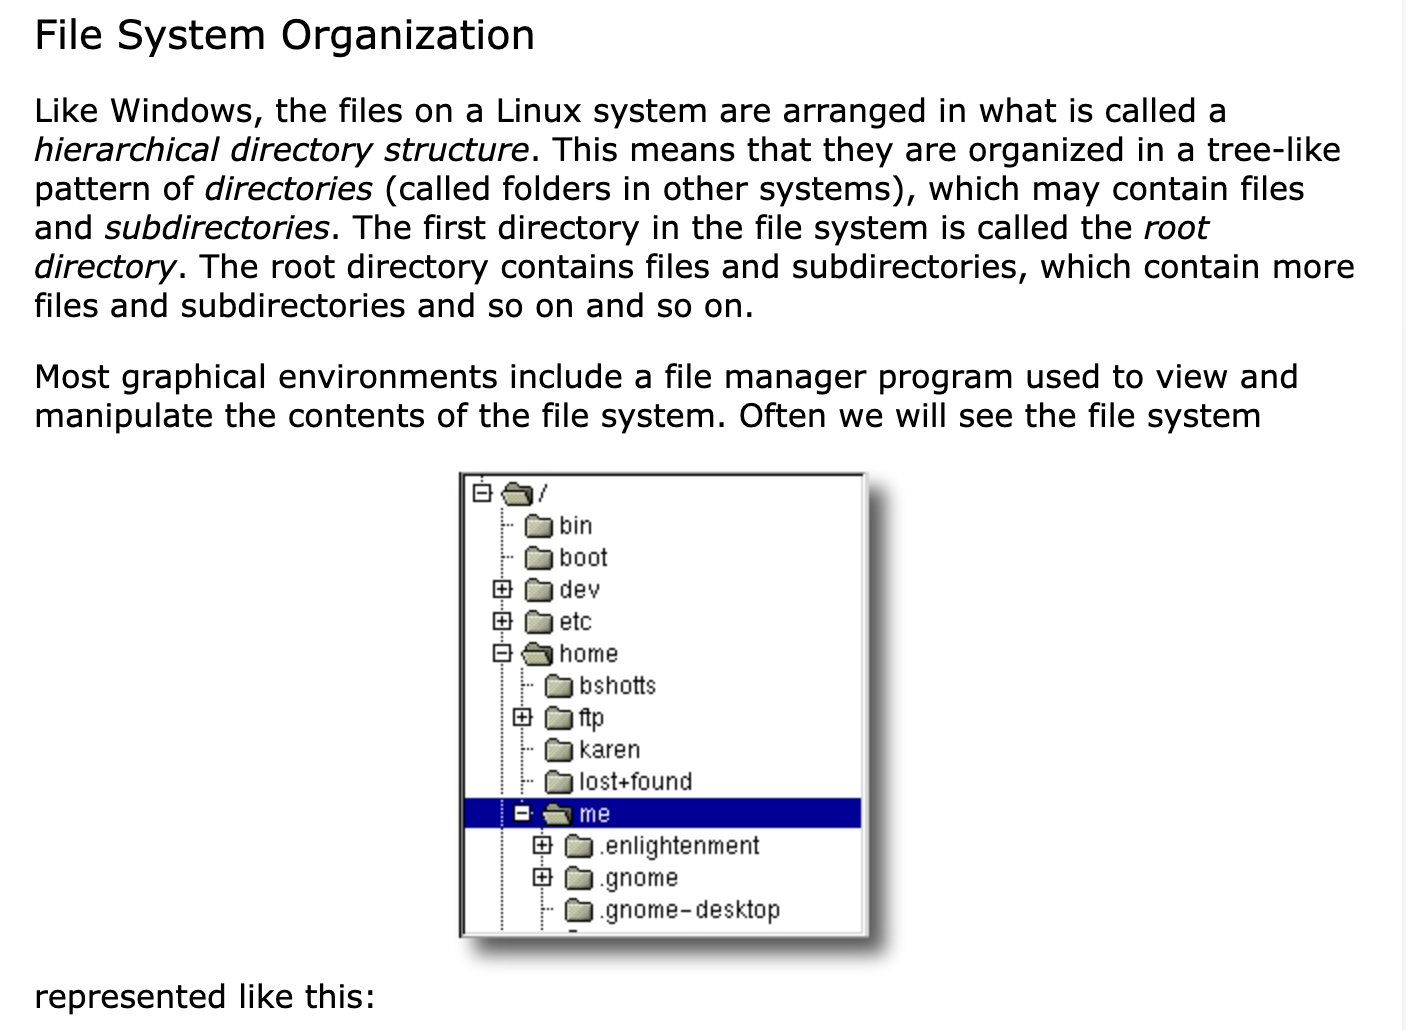 File System Organization
Like Windows, the files on a Linux system are arranged in what is called a
hierarchical directory structure. This means that they are organized in a tree-like
pattern of directories (called folders in other systems), which may contain files
and subdirectories. The first directory in the file system is called the root
directory. The root directory contains files and subdirectories, which contain more
files and subdirectories and so on and so on.
Most graphical environments include a file manager program used to view and
manipulate the contents of the file system. Often we will see the file system
/
bin
boot
dev
etc
home
bshotts
ftp
karen
lost+found
me
.enlightenment
.gnome
.gnome-desktop
represented like this: